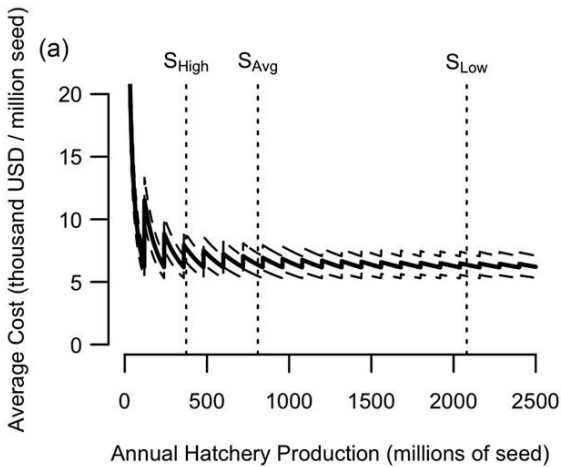 (a)
S_High S_Avg S_Low
Average Cost (thousand USD / million seed)
20
15
10
5
0
0 500 1000 1500 2000 2500
Annual Hatchery Production (millions of seed)